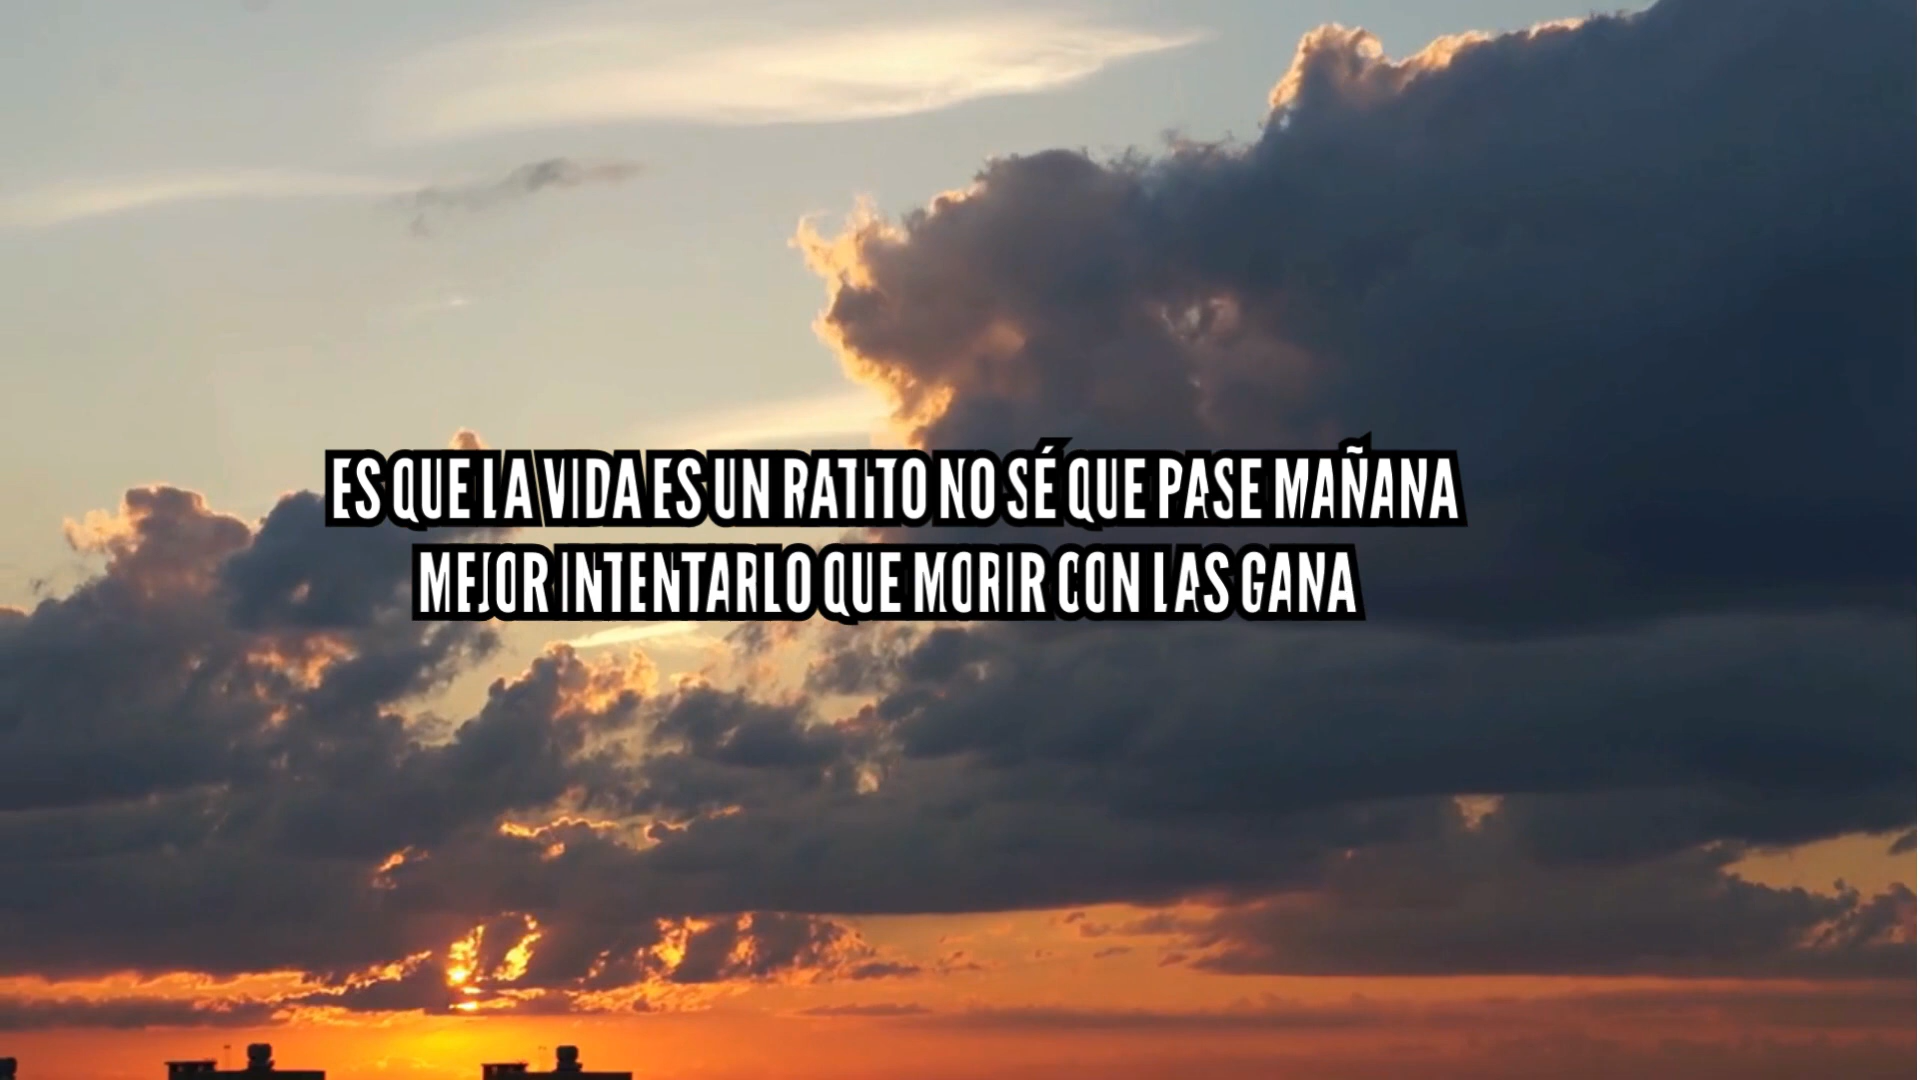 ES QUE LA VIDA ES UN RATITO NO SÉ QUE PASE MAÑANA
MEJOR INTENTARLO QUE MORIR CON LAS GANA